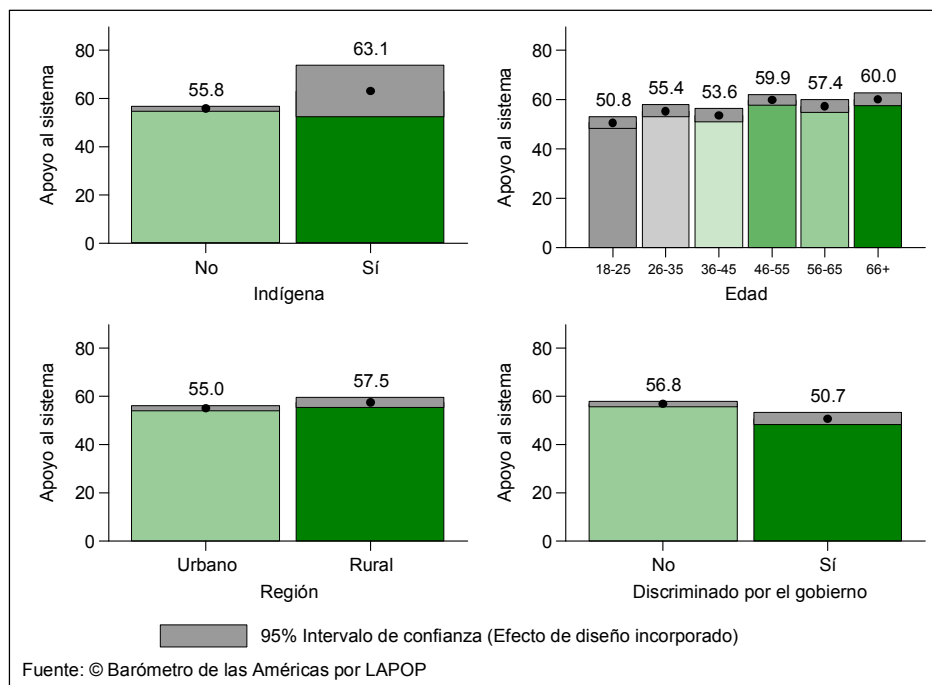 Apoyo al sistema
80
60
40
20
0
55.8
63.1
No
Sí
Indígena
Apoyo al sistema
80
60
40
20
0
50.8
55.4
53.6
59.9
57.4
60.0
18-25
26-35
36-45
46-55
56-65
66+
Edad
Apoyo al sistema
80
60
40
20
0
55.0
57.5
Urbano
Rural
Región
Apoyo al sistema
80
60
40
20
0
56.8
50.7
No
Sí
Discriminado por el gobierno
95% Intervalo de confianza (Efecto de diseño incorporado)
Fuente: © Barómetro de las Américas por LAPOP